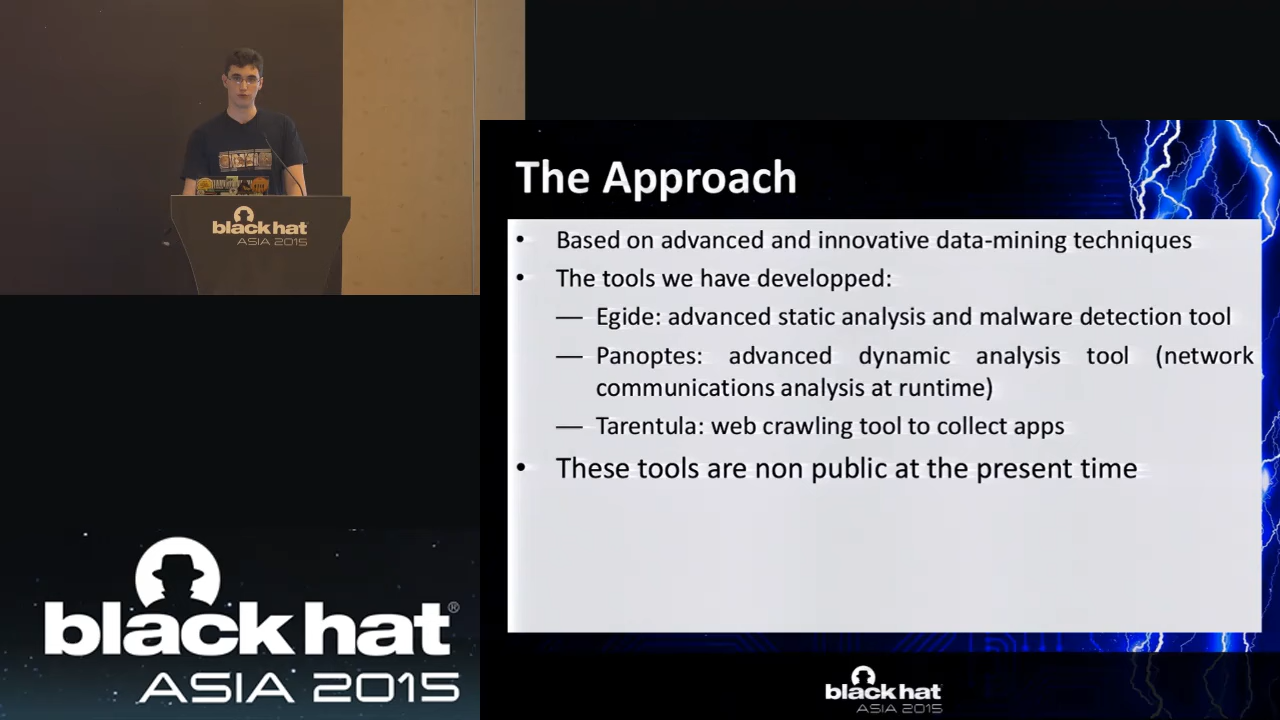 black hat
ASIA 2015
The Approach
• Based on advanced and innovative data-mining techniques
• The tools we have developped:
— Egide: advanced static analysis and malware detection tool
— Panoptes: advanced dynamic analysis tool (network
communications analysis at runtime)
— Tarentula: web crawling tool to collect apps
• These tools are non public at the present time
black hat®
ASIA 2015
black hat
ASIA 2015